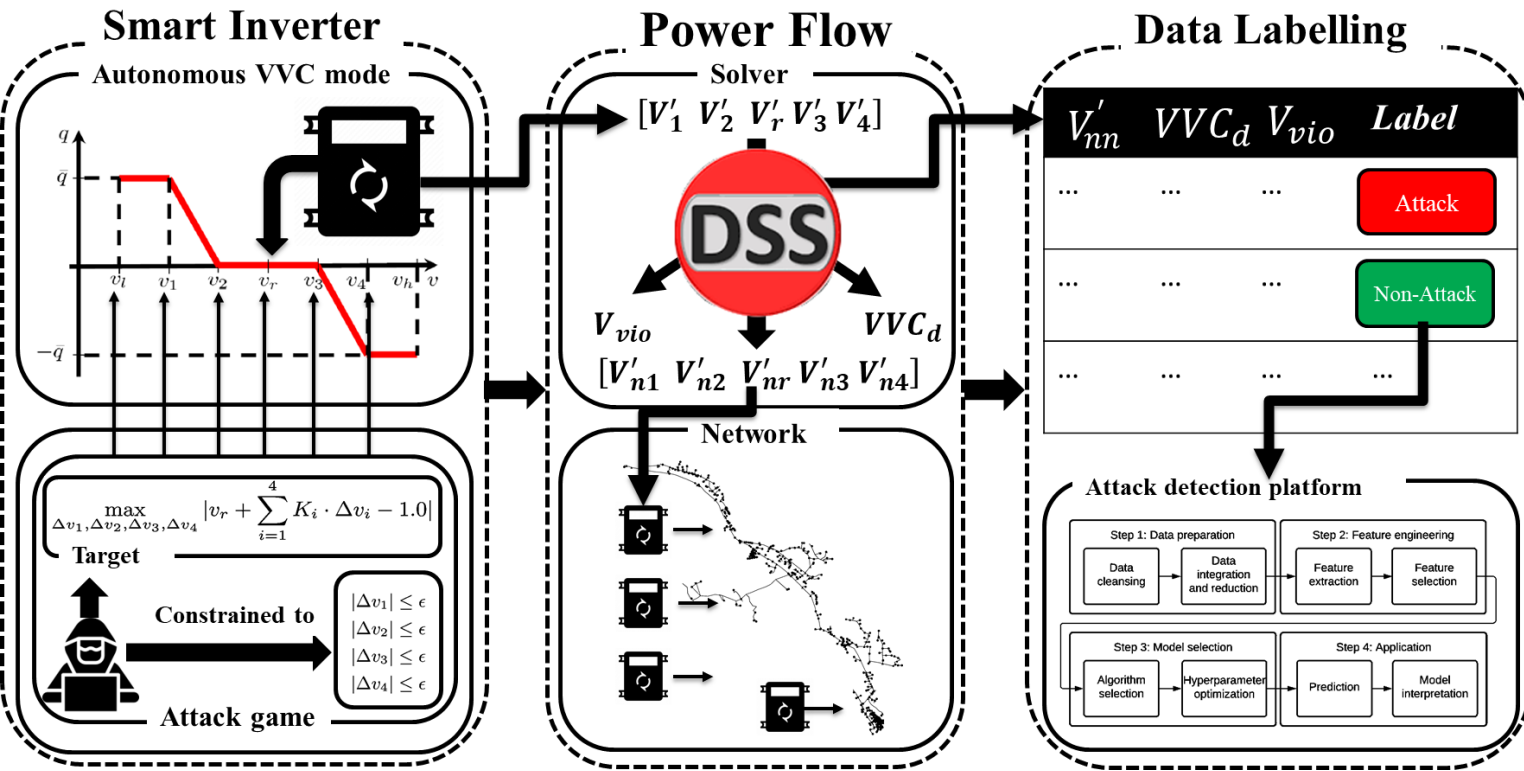 Smart Inverter
Autonomous VVC mode
q
q̄
v_l v_1 v_2 v_r v_3 v_4 v_h v
−q̄
max |v_r + ∑ K_i · Δv_i − 1.0|
4
Δv_1,Δv_2,Δv_3,Δv_4
i=1
Target
Constrained to
|Δv_1| ≤ ϵ
|Δv_2| ≤ ϵ
|Δv_3| ≤ ϵ
|Δv_4| ≤ ϵ
Attack game
Power Flow
Solver
[V′_1 V′_2 V′_r V′_3 V′_4]
DSS
V_vio
VVC_d
[V′_n1 V′_n2 V′_nr V′_n3 V′_n4]
Network
Data Labelling
V′_nn VVC_d V_vio Label
... ... ... Attack
... ... ... Non-Attack
... ... ... ...
Attack detection platform
Step 1: Data preparation
Data
cleansing
Data
integration
and reduction
Step 2: Feature engineering
Feature
extraction
Feature
selection
Step 3: Model selection
Algorithm
selection
Hyperparameter
optimization
Step 4: Application
Prediction
Model
interpretation